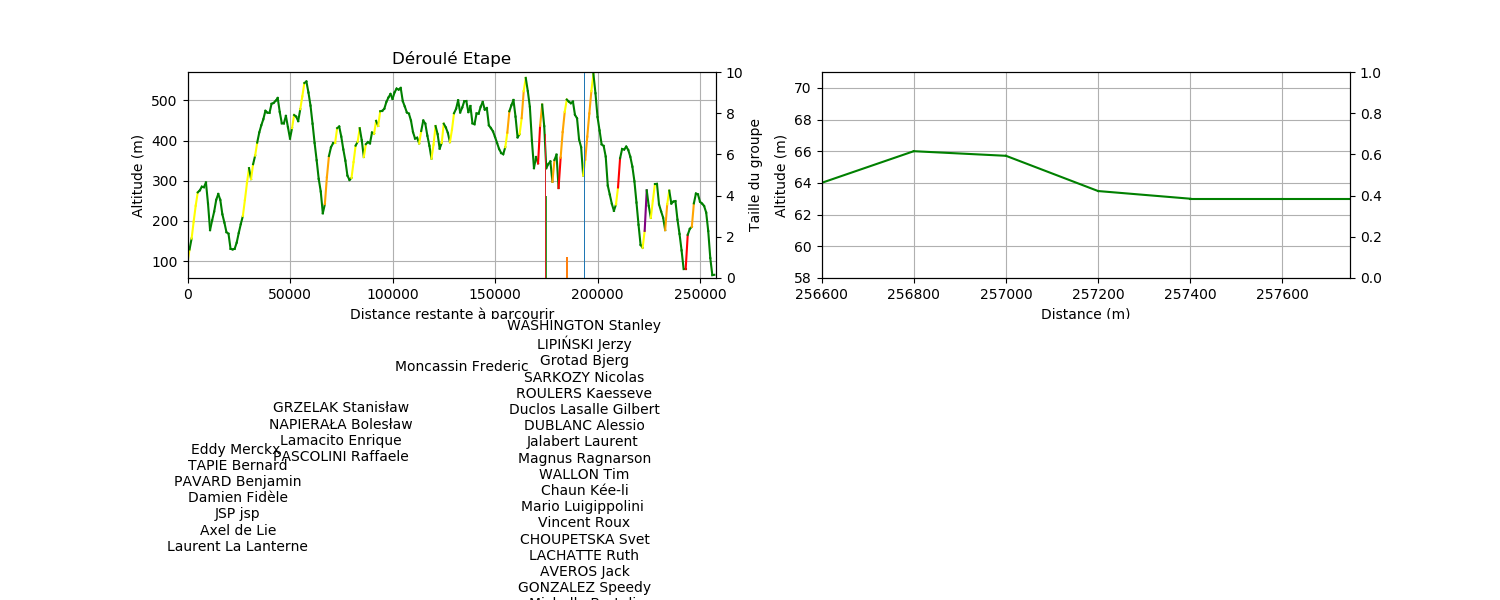 Déroulé Etape
Altitude (m)
500
400
300
200
100
10
8
6
4
2
0
Taille du groupe
0
50000
100000
150000
200000
250000
Distance restante à parcourir
Altitude (m)
70
68
66
64
62
60
58
1.0
0.8
0.6
0.4
0.2
0.0
256600
256800
257000
257200
257400
257600
Distance (m)
Eddy Merckx
TAPIE Bernard
PAVARD Benjamin
Damien Fidèle
JSP jsp
Axel de Lie
Laurent La Lanterne
GRZELAK Stanisław
NAPIERAŁA Bolesław
Lamacito Enrique
PASCOLINI Raffaele
Moncassin Frederic
WASHINGTON Stanley
LIPIŃSKI Jerzy
Grotad Bjerg
SARKOZY Nicolas
ROULERS Kaesseve
Duclos Lasalle Gilbert
DUBLANC Alessio
Jalabert Laurent
Magnus Ragnarson
WALLON Tim
Chaun Kée-li
Mario Luigippolini
Vincent Roux
CHOUPETSKA Svet
LACHATTE Ruth
AVEROS Jack
GONZALEZ Speedy